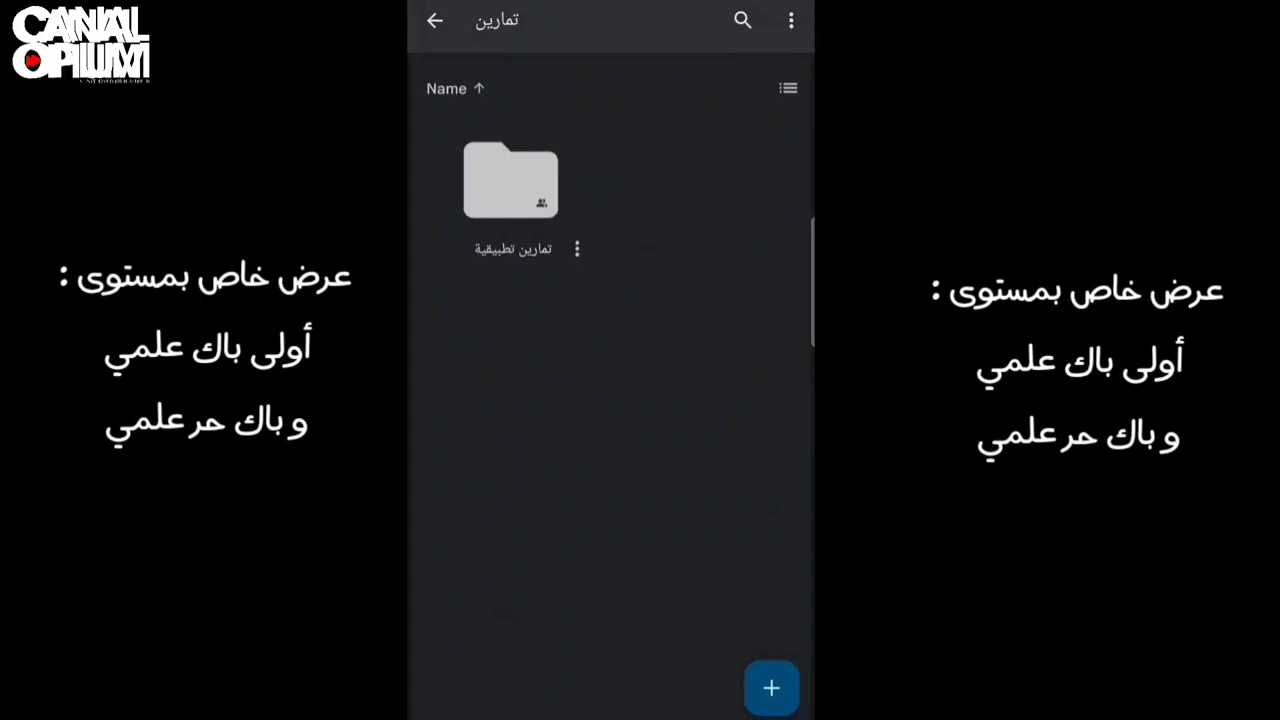 CANAL
OPIUM
تمارين
Name
تمارين تطبيقية
عرض خاص بمستوى :
أولى باك علمي
و باك حر علمي
عرض خاص بمستوى :
أولى باك علمي
و باك حر علمي